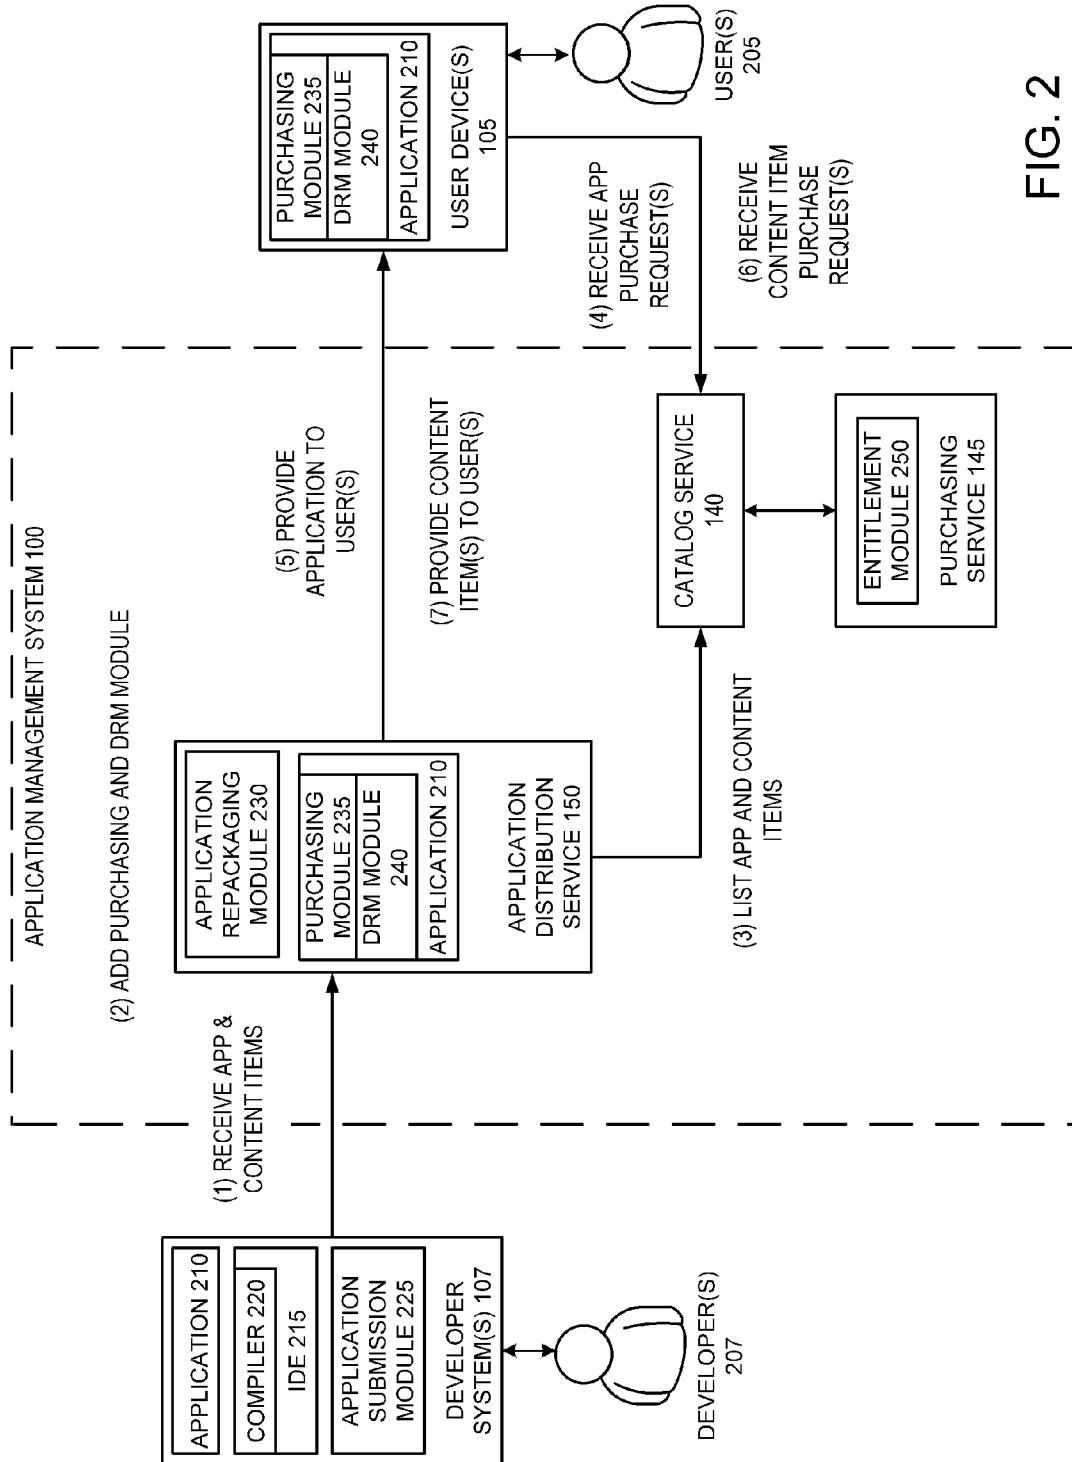 APPLICATION MANAGEMENT SYSTEM 100
(2) ADD PURCHASING AND DRM MODULE
APPLICATION 210
COMPILER 220
IDE 215
APPLICATION
SUBMISSION
MODULE 225
DEVELOPER
SYSTEM(S) 107
DEVELOPER(S)
207
(1) RECEIVE APP &
CONTENT ITEMS
APPLICATION
REPACKAGING
MODULE 230
PURCHASING
MODULE 235
DRM MODULE
240
APPLICATION 210
APPLICATION
DISTRIBUTION
SERVICE 150
(3) LIST APP AND CONTENT
ITEMS
(5) PROVIDE
APPLICATION TO
USER(S)
(7) PROVIDE CONTENT
ITEM(S) TO USER(S)
CATALOG SERVICE
140
ENTITLEMENT
MODULE 250
PURCHASING
SERVICE 145
PURCHASING
MODULE 235
DRM MODULE
240
APPLICATION 210
USER DEVICE(S)
105
USER(S)
205
(4) RECEIVE APP
PURCHASE
REQUEST(S)
(6) RECEIVE
CONTENT ITEM
PURCHASE
REQUEST(S)
FIG. 2